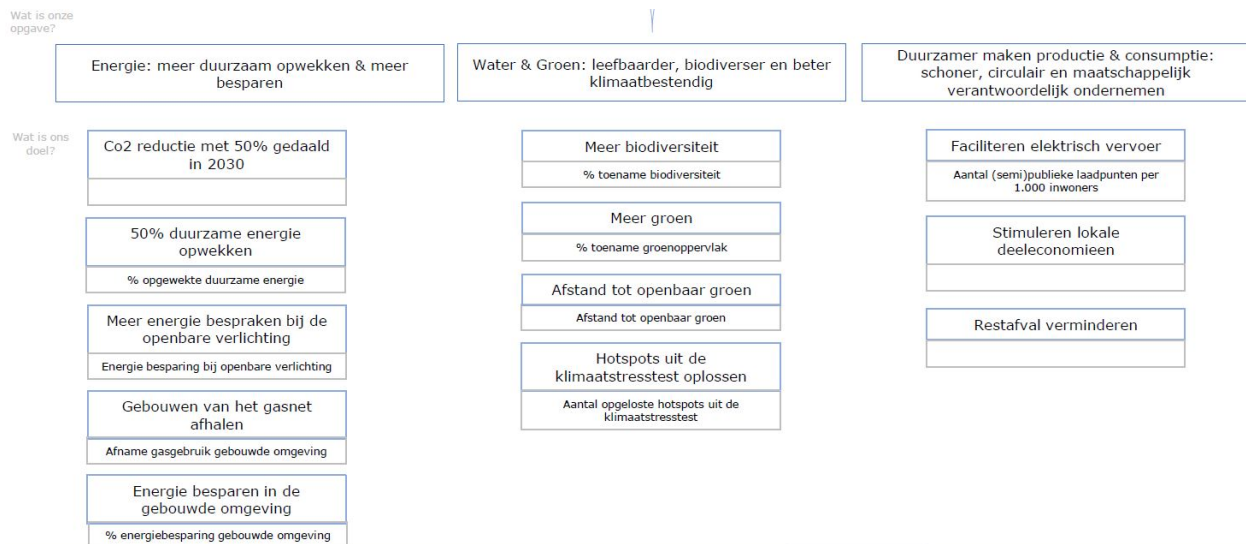 Wat is onze
opgave?
Energie: meer duurzaam opwekken & meer
besparen
Water & Groen: leefbaarder, biodiverser en beter
klimaatbestendig
Duurzamer maken productie & consumptie:
schoner, circulair en maatschappelijk
verantwoordelijk ondernemen
Wat is ons
doel?
Co2 reductie met 50% gedaald
in 2030
50% duurzame energie
opwekken
% opgewekte duurzame energie
Meer energie bespraken bij de
openbare verlichting
Energie besparing bij openbare verlichting
Gebouwen van het gasnet
afhalen
Afname gasgebruik gebouwde omgeving
Energie besparen in de
gebouwde omgeving
% energiebesparing gebouwde omgeving
Meer biodiversiteit
% toename biodiversiteit
Meer groen
% toename groenoppervlak
Afstand tot openbaar groen
Afstand tot openbaar groen
Hotspots uit de
klimaatstresstest oplossen
Aantal opgeloste hotspots uit de
klimaatstresstest
Faciliteren elektrisch vervoer
Aantal (semi)publieke laadpunten per
1.000 inwoners
Stimuleren lokale
deeleconomieen
Restafval verminderen